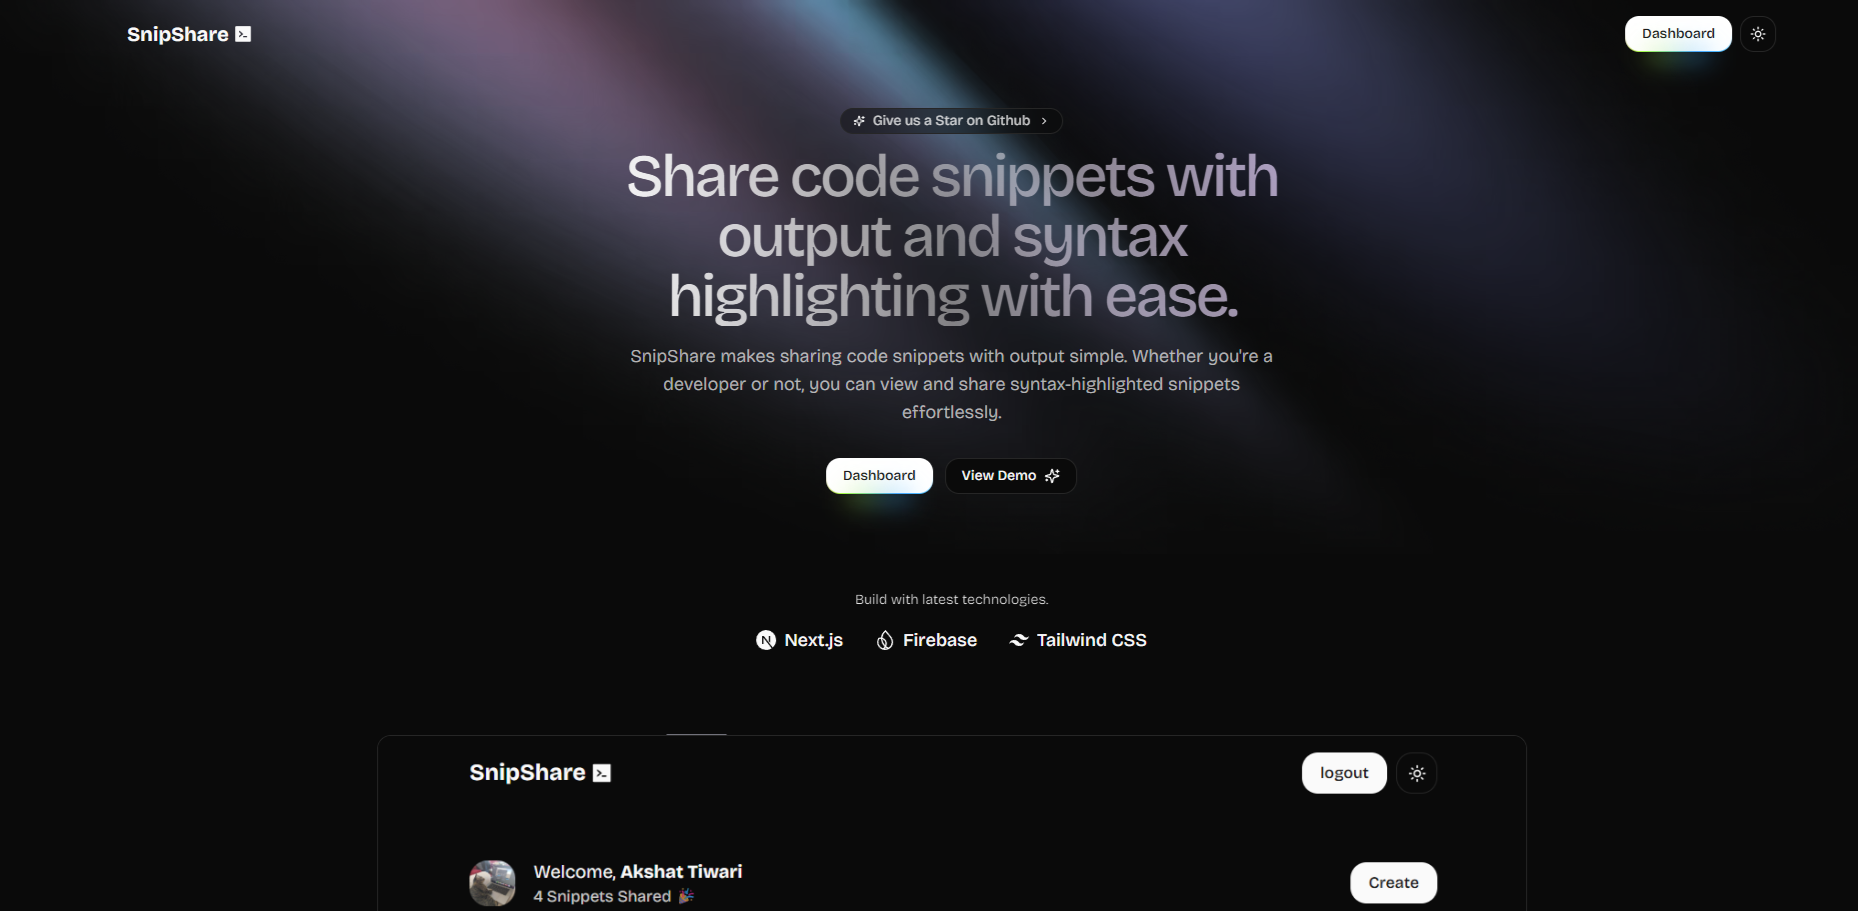 SnipShare
Dashboard
Give us a Star on Github
Share code snippets with
output and syntax
highlighting with ease.
SnipShare makes sharing code snippets with output simple. Whether you're a
developer or not, you can view and share syntax-highlighted snippets
effortlessly.
Dashboard
View Demo
Build with latest technologies.
Next.js
Firebase
Tailwind CSS
SnipShare
logout
Welcome, Akshat Tiwari
4 Snippets Shared 🎉
Create